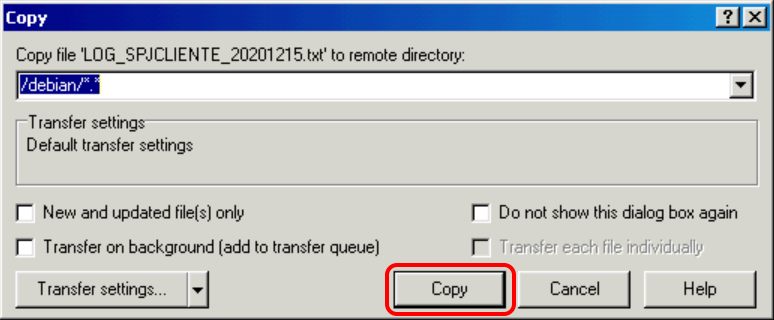 Copy
Copy file 'LOG_SPJCLIENTE_20201215.txt' to remote directory:
/debian/*.*
Transfer settings
Default transfer settings
New and updated file(s) only
Do not show this dialog box again
Transfer on background (add to transfer queue)
Transfer each file individually
Transfer settings...
Copy
Cancel
Help